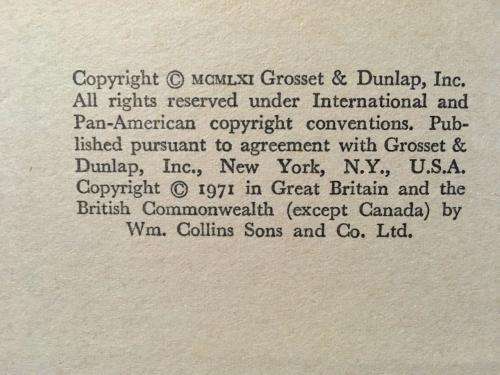 Copyright © MCMLXI Grosset & Dunlap, Inc.
All rights reserved under International and
Pan-American copyright conventions. Pub-
lished pursuant to agreement with Grosset &
Dunlap, Inc., New York, N.Y., U.S.A.
Copyright © 1971 in Great Britain and the
British Commonwealth (except Canada) by
Wm. Collins Sons and Co. Ltd.